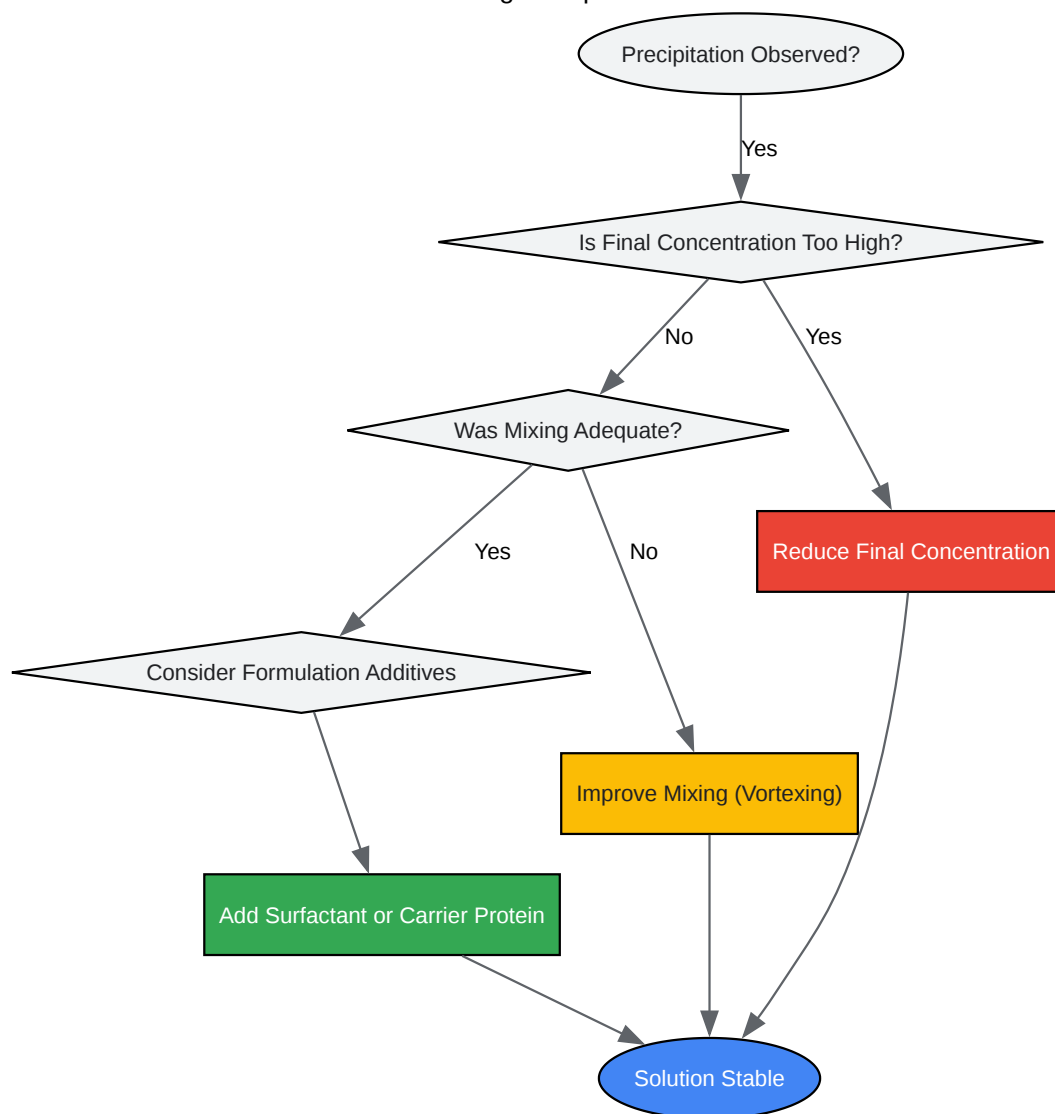 Precipitation Observed?
Yes
Is Final Concentration Too High?
No
Yes
Was Mixing Adequate?
Reduce Final Concentration
Yes
No
Consider Formulation Additives
Improve Mixing (Vortexing)
Add Surfactant or Carrier Protein
Solution Stable